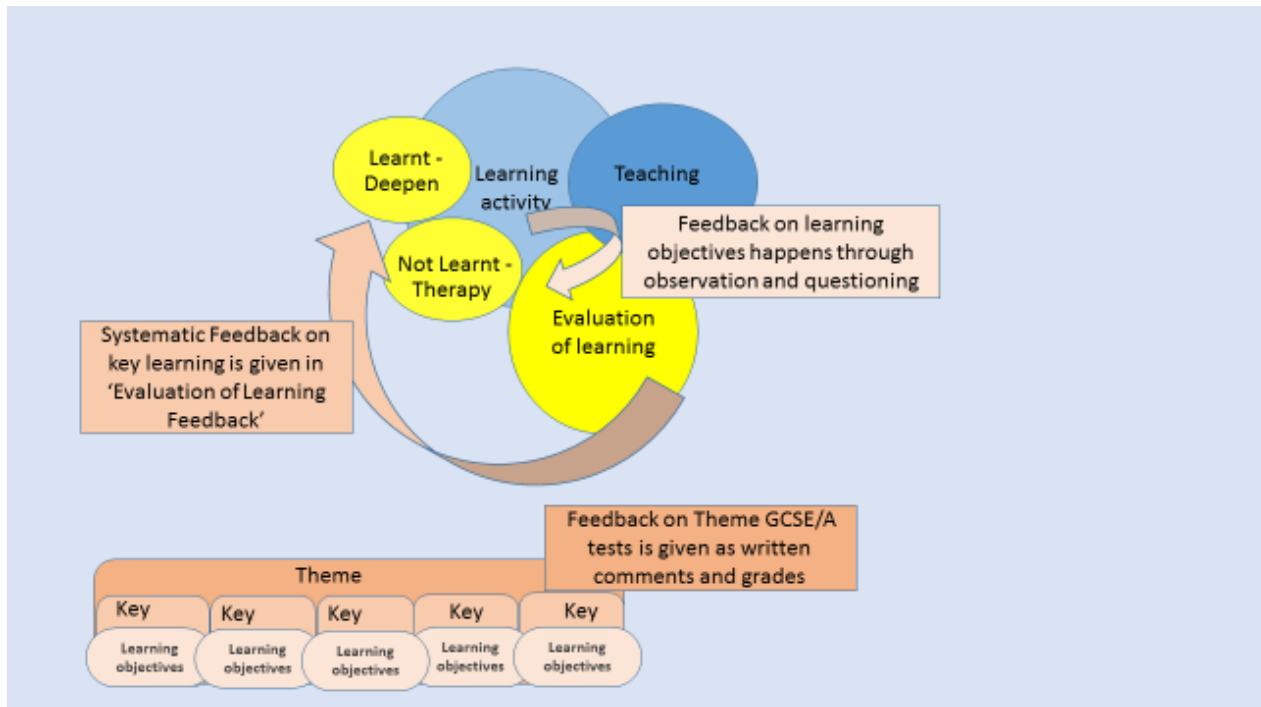 Learnt -
Deepen
Learning
activity
Teaching
Feedback on learning
objectives happens through
observation and questioning
Not Learnt -
Therapy
Evaluation
of learning
Systematic Feedback on
key learning is given in
‘Evaluation of Learning
Feedback’
Feedback on Theme GCSE/A
tests is given as written
comments and grades
Theme
Key
Key
Key
Key
Key
Learning
objectives
Learning
objectives
Learning
objectives
Learning
objectives
Learning
objectives